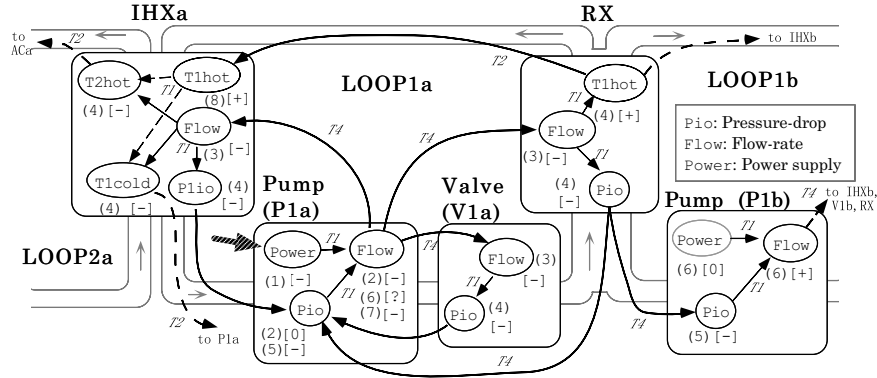 IHXa
RX
to
ACa
T2
to IHXb
T2hot
T1hot
T1
(4)[-]
(8)[+]
Flow
T1
(3)[-]
T1cold
(4) [-]
P1io
(4)
[-]
LOOP1a
T2
T4
T4
T1hot
T1
(4)[+]
Flow
(3)[-]
T1
(4)
[-]
Pio
LOOP1b
Pio: Pressure-drop
Flow: Flow-rate
Power: Power supply
LOOP2a
T2
to P1a
Pump
(P1a)
Power
T1
Flow
T4
(1)[-]
(2)[-]
(6)[?]
(7)[-]
T1
Pio
(2)[0]
(5)[-]
Valve
(V1a)
Flow
(3)
[-]
T1
Pio
(4)
[-]
T4
T4
Pump (P1b)
T4
to IHXb,
V1b,RX
Power
T1
Flow
(6)[0]
(6)[+]
T1
Pio
(5)[-]